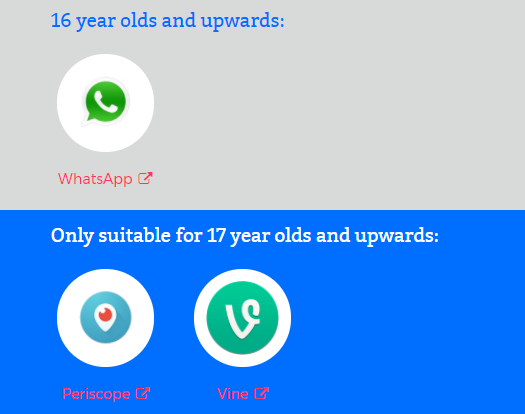 16 year olds and upwards:
WhatsApp
Only suitable for 17 year olds and upwards:
Periscope Vine